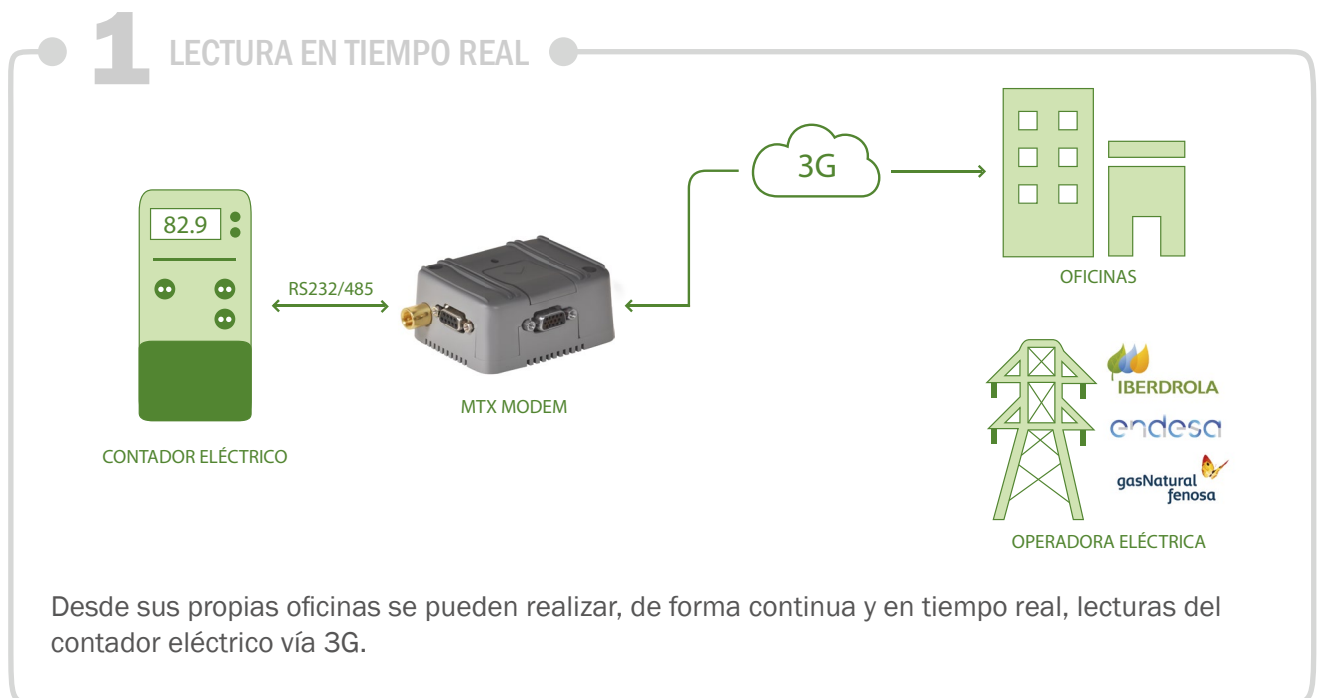 1 LECTURA EN TIEMPO REAL
3G
82.9
RS232/485
OFICINAS
MTX MODEM
CONTADOR ELÉCTRICO
IBERDROLA
endesa
gasNatural
fenosa
OPERADORA ELÉCTRICA
Desde sus propias oficinas se pueden realizar, de forma continua y en tiempo real, lecturas del
contador eléctrico vía 3G.